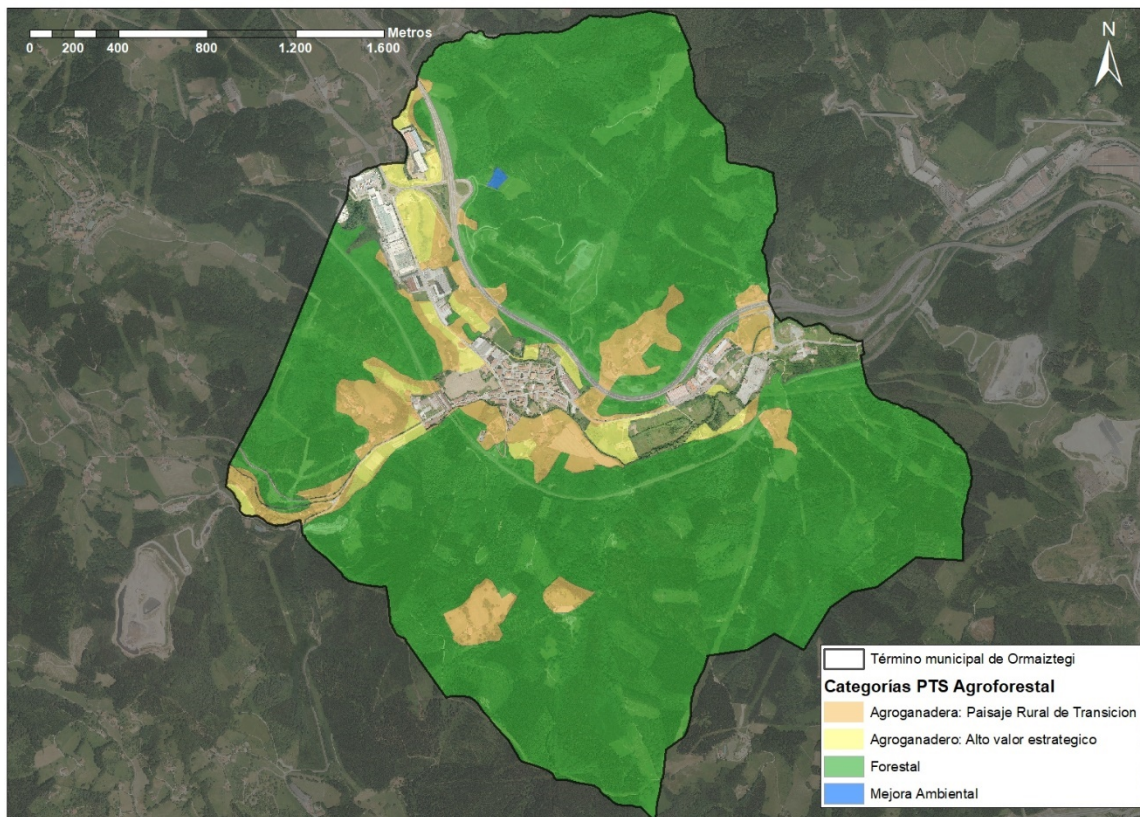 Metros
0 200 400 800 1.200 1.600
N
Término municipal de Ormaiztegi
Categorías PTS Agroforestal
Agroganadera: Paisaje Rural de Transicion
Agroganadero: Alto valor estrategico
Forestal
Mejora Ambiental